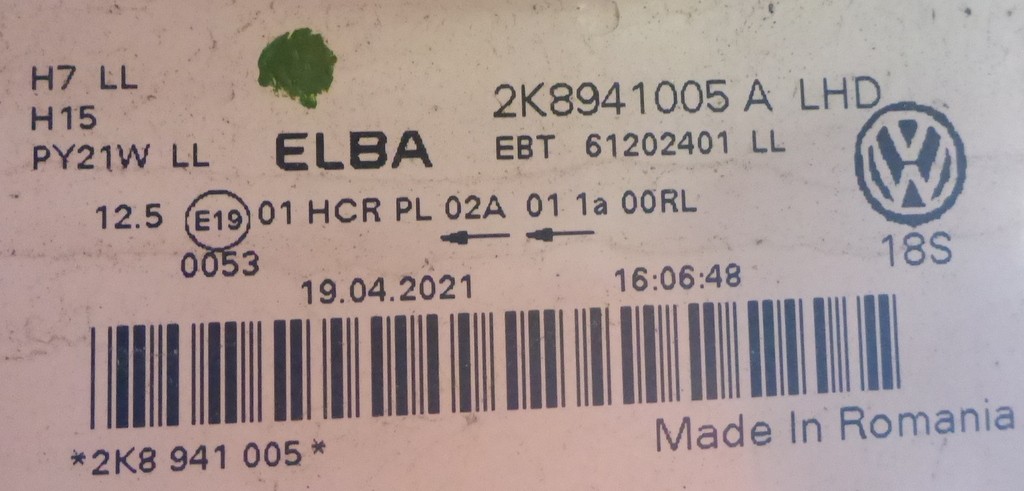 H7 LL
H15
PY21W LL
ELBA
2K8941005 A LHD
EBT 61202401 LL
12.5 E19 01 HCR PL 02A 01 1a 00RL
0053
18S
19.04.2021 16:06:48
*2K8 941 005*
Made In Romania